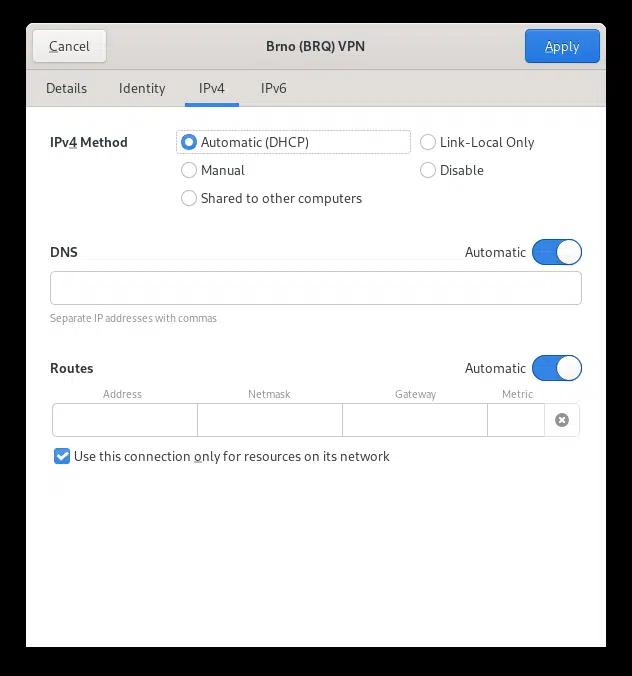 Cancel Brno (BRQ) VPN Apply
Details Identity IPv4 IPv6
IPv4 Method Automatic (DHCP) Link-Local Only
Manual Disable
Shared to other computers
DNS Automatic
Separate IP addresses with commas
Routes Automatic
Address Netmask Gateway Metric
Use this connection only for resources on its network